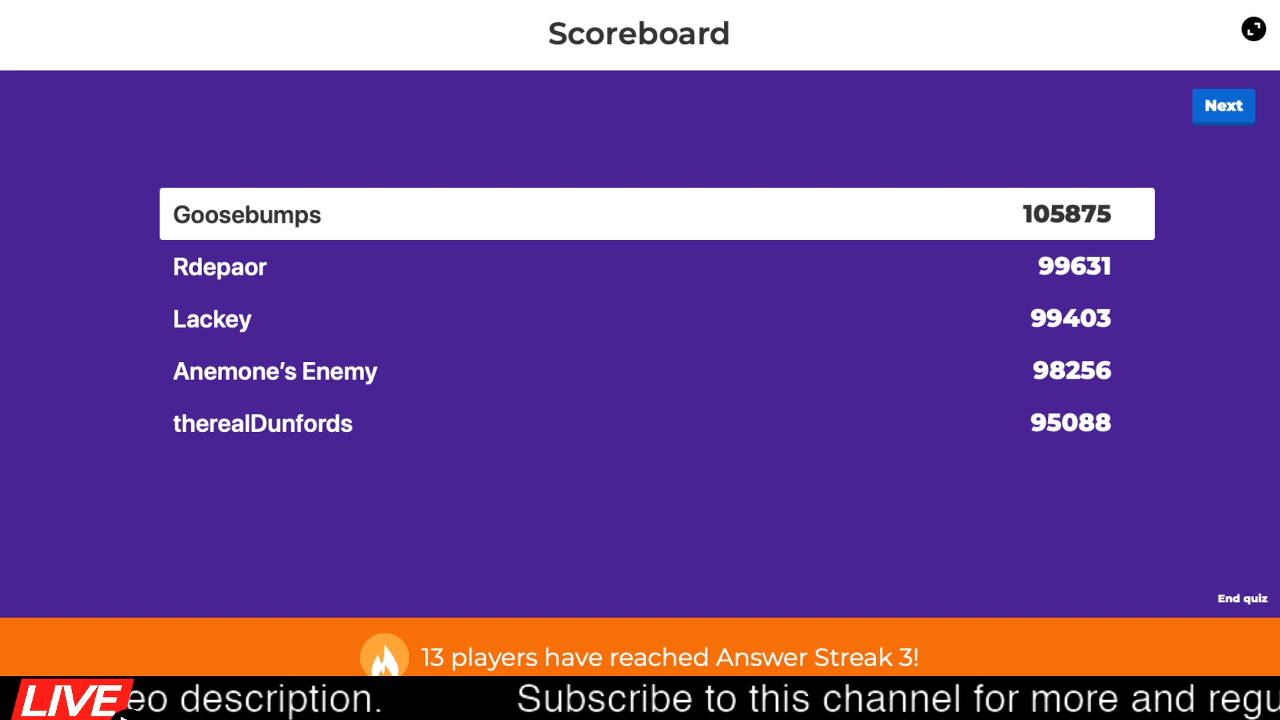 Scoreboard
Next
Goosebumps 105875
Rdepaor 99631
Lackey 99403
Anemone’s Enemy 98256
therealDunfords 95088
End quiz
13 players have reached Answer Streak 3!
LIVE eo description. Subscribe to this channel for more and regu